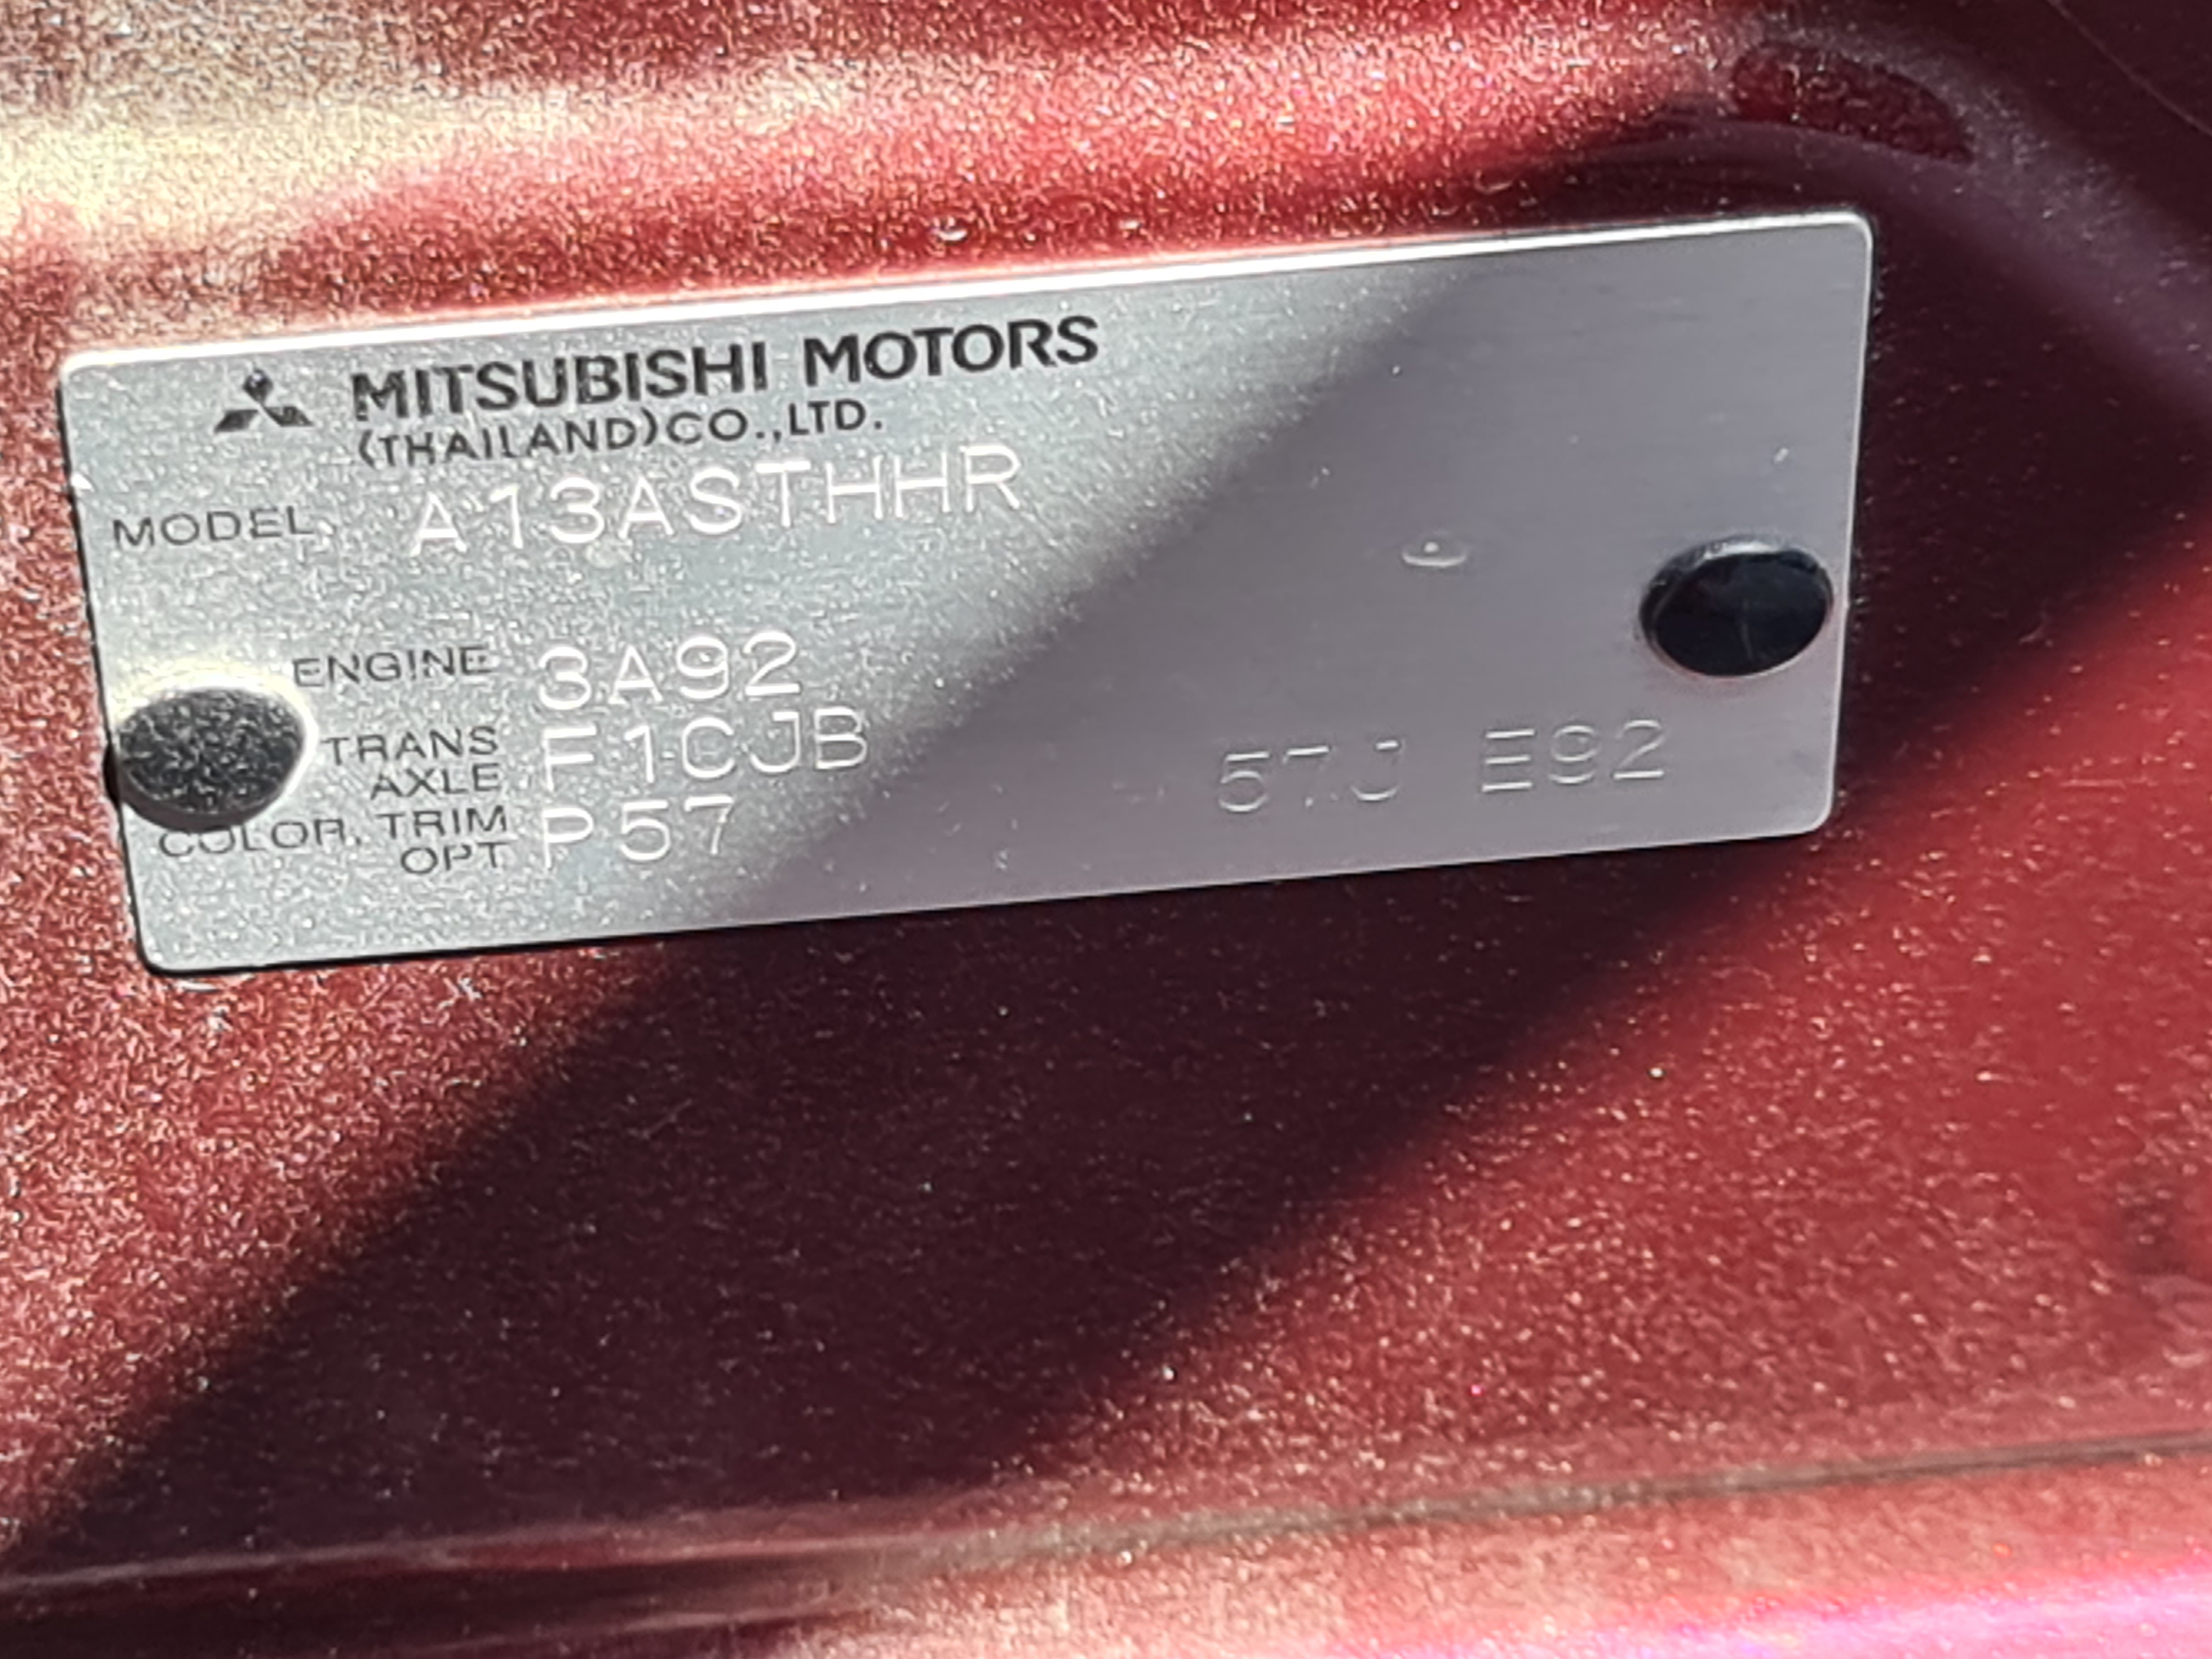 MITSUBISHI MOTORS
(THAILAND)CO.,LTD.
MODEL A13ASTHHR
ENGINE 3A92
TRANS AXLE F1CJB
COLOR, TRIM OPT P57 57J E92